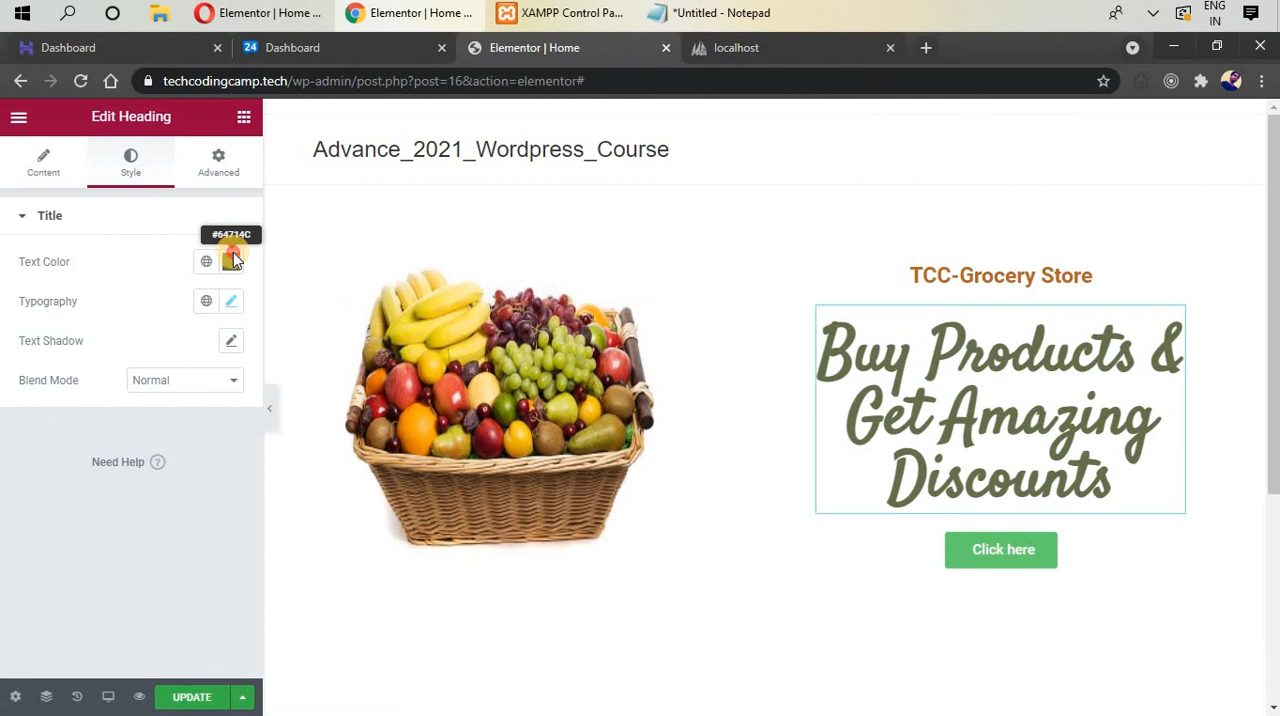 Elementor | Home ...
Elementor | Home ...
XAMPP Control Pa...
*Untitled - Notepad
ENG
IN
Dashboard
24
Dashboard
Elementor | Home
localhost
techcodingcamp.tech/wp-admin/post.php?post=16&action=elementor#
Edit Heading
Content
Style
Advanced
Title
#64714C
Text Color
Typography
Text Shadow
Blend Mode
Normal
Need Help
UPDATE
Advance_2021_Wordpress_Course
TCC-Grocery Store
Buy Products &
Get Amazing
Discounts
Click here